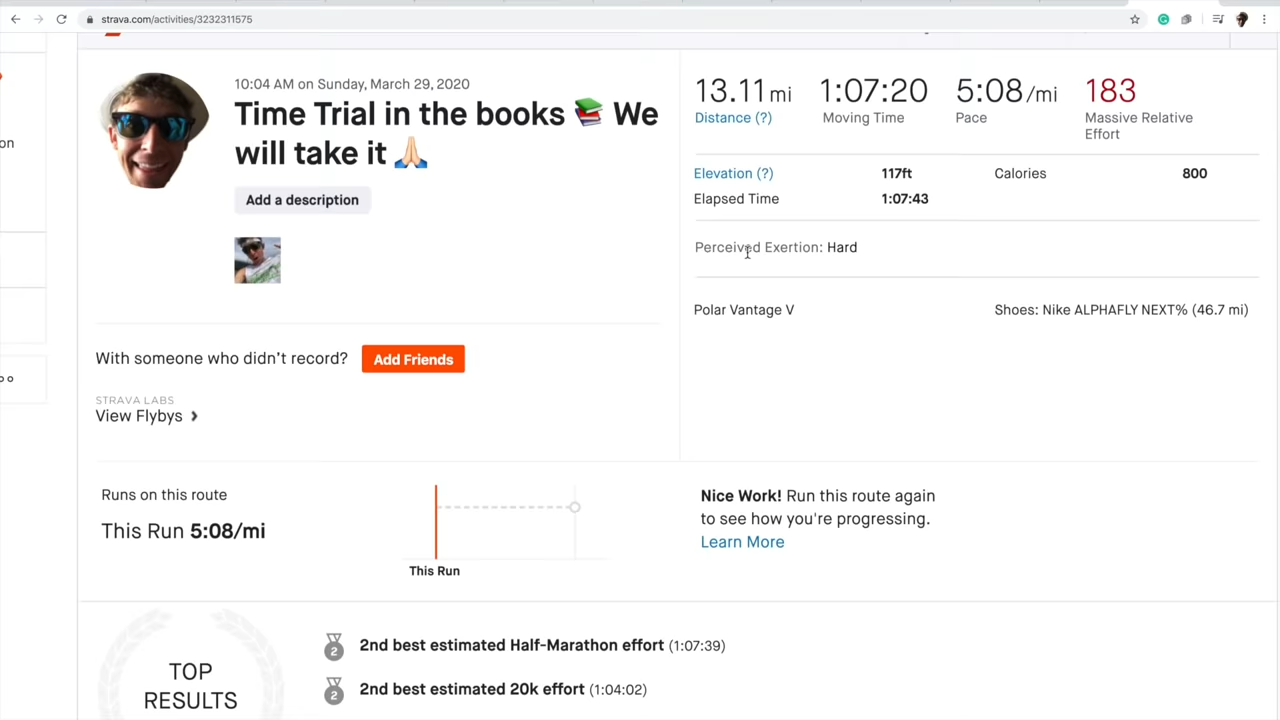 strava.com/activities/3232311575
on
10:04 AM on Sunday, March 29, 2020
Time Trial in the books 📚 We
will take it 🙏🏻
Add a description
13.11 mi
Distance (?)
1:07:20
Moving Time
5:08 /mi
Pace
183
Massive Relative
Effort
Elevation (?) 117ft Calories 800
Elapsed Time 1:07:43
Perceived Exertion: Hard
Polar Vantage V Shoes: Nike ALPHAFLY NEXT% (46.7 mi)
With someone who didn't record? Add Friends
STRAVA LABS
View Flybys
Runs on this route
This Run 5:08/mi
This Run
Nice Work! Run this route again
to see how you're progressing.
Learn More
TOP
RESULTS
2 2nd best estimated Half-Marathon effort (1:07:39)
2 2nd best estimated 20k effort (1:04:02)